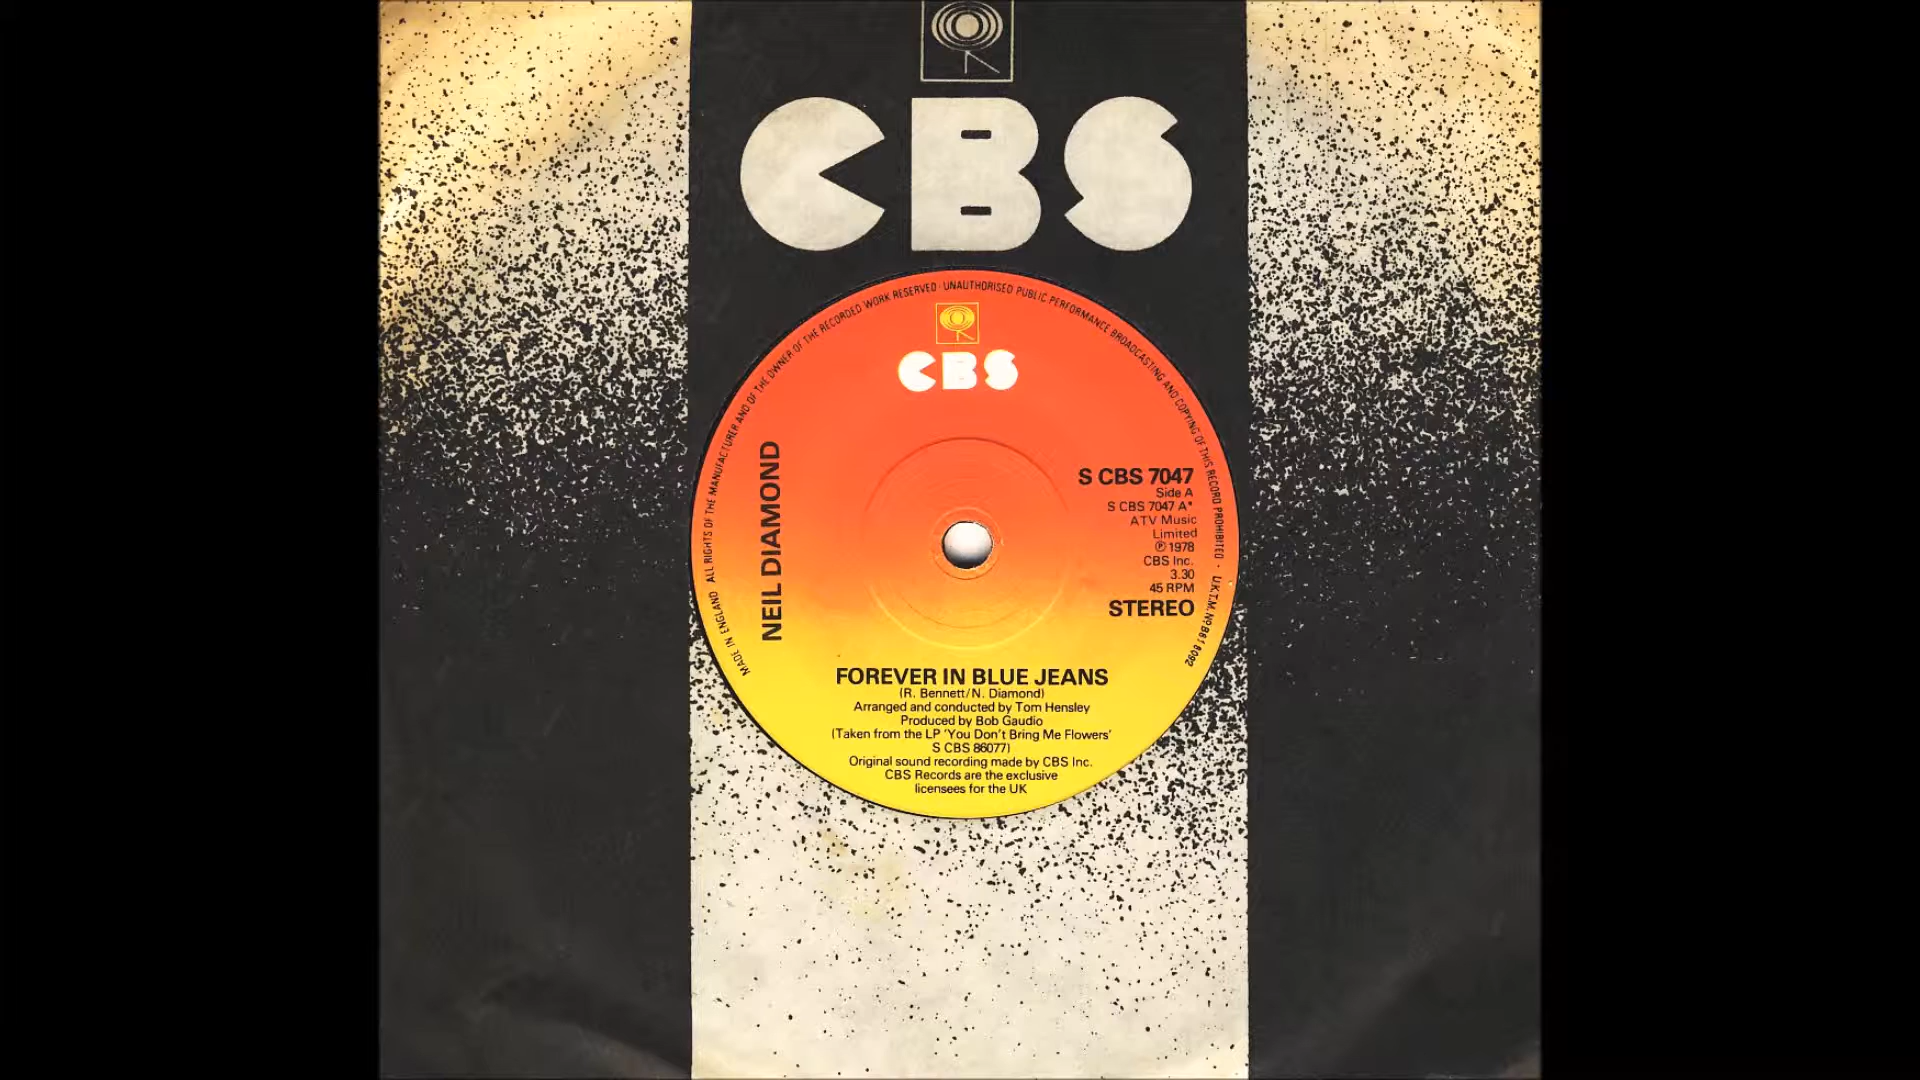 CBS
ALL RIGHTS OF THE MANUFACTURER AND OF THE OWNER OF THE RECORDED WORK RESERVED · UNAUTHORISED PUBLIC PERFORMANCE BROADCASTING AND COPYING OF THIS RECORD PROHIBITED · U.K.T.M. Nº B618092
MADE IN ENGLAND
CBS
NEIL DIAMOND
S CBS 7047
Side A
S CBS 7047 A*
ATV Music
Limited
℗ 1978
CBS Inc.
3.30
45 RPM
STEREO
FOREVER IN BLUE JEANS
(R. Bennett/N. Diamond)
Arranged and conducted by Tom Hensley
Produced by Bob Gaudio
(Taken from the LP 'You Don't Bring Me Flowers'
S CBS 86077)
Original sound recording made by CBS Inc.
CBS Records are the exclusive
licensees for the UK